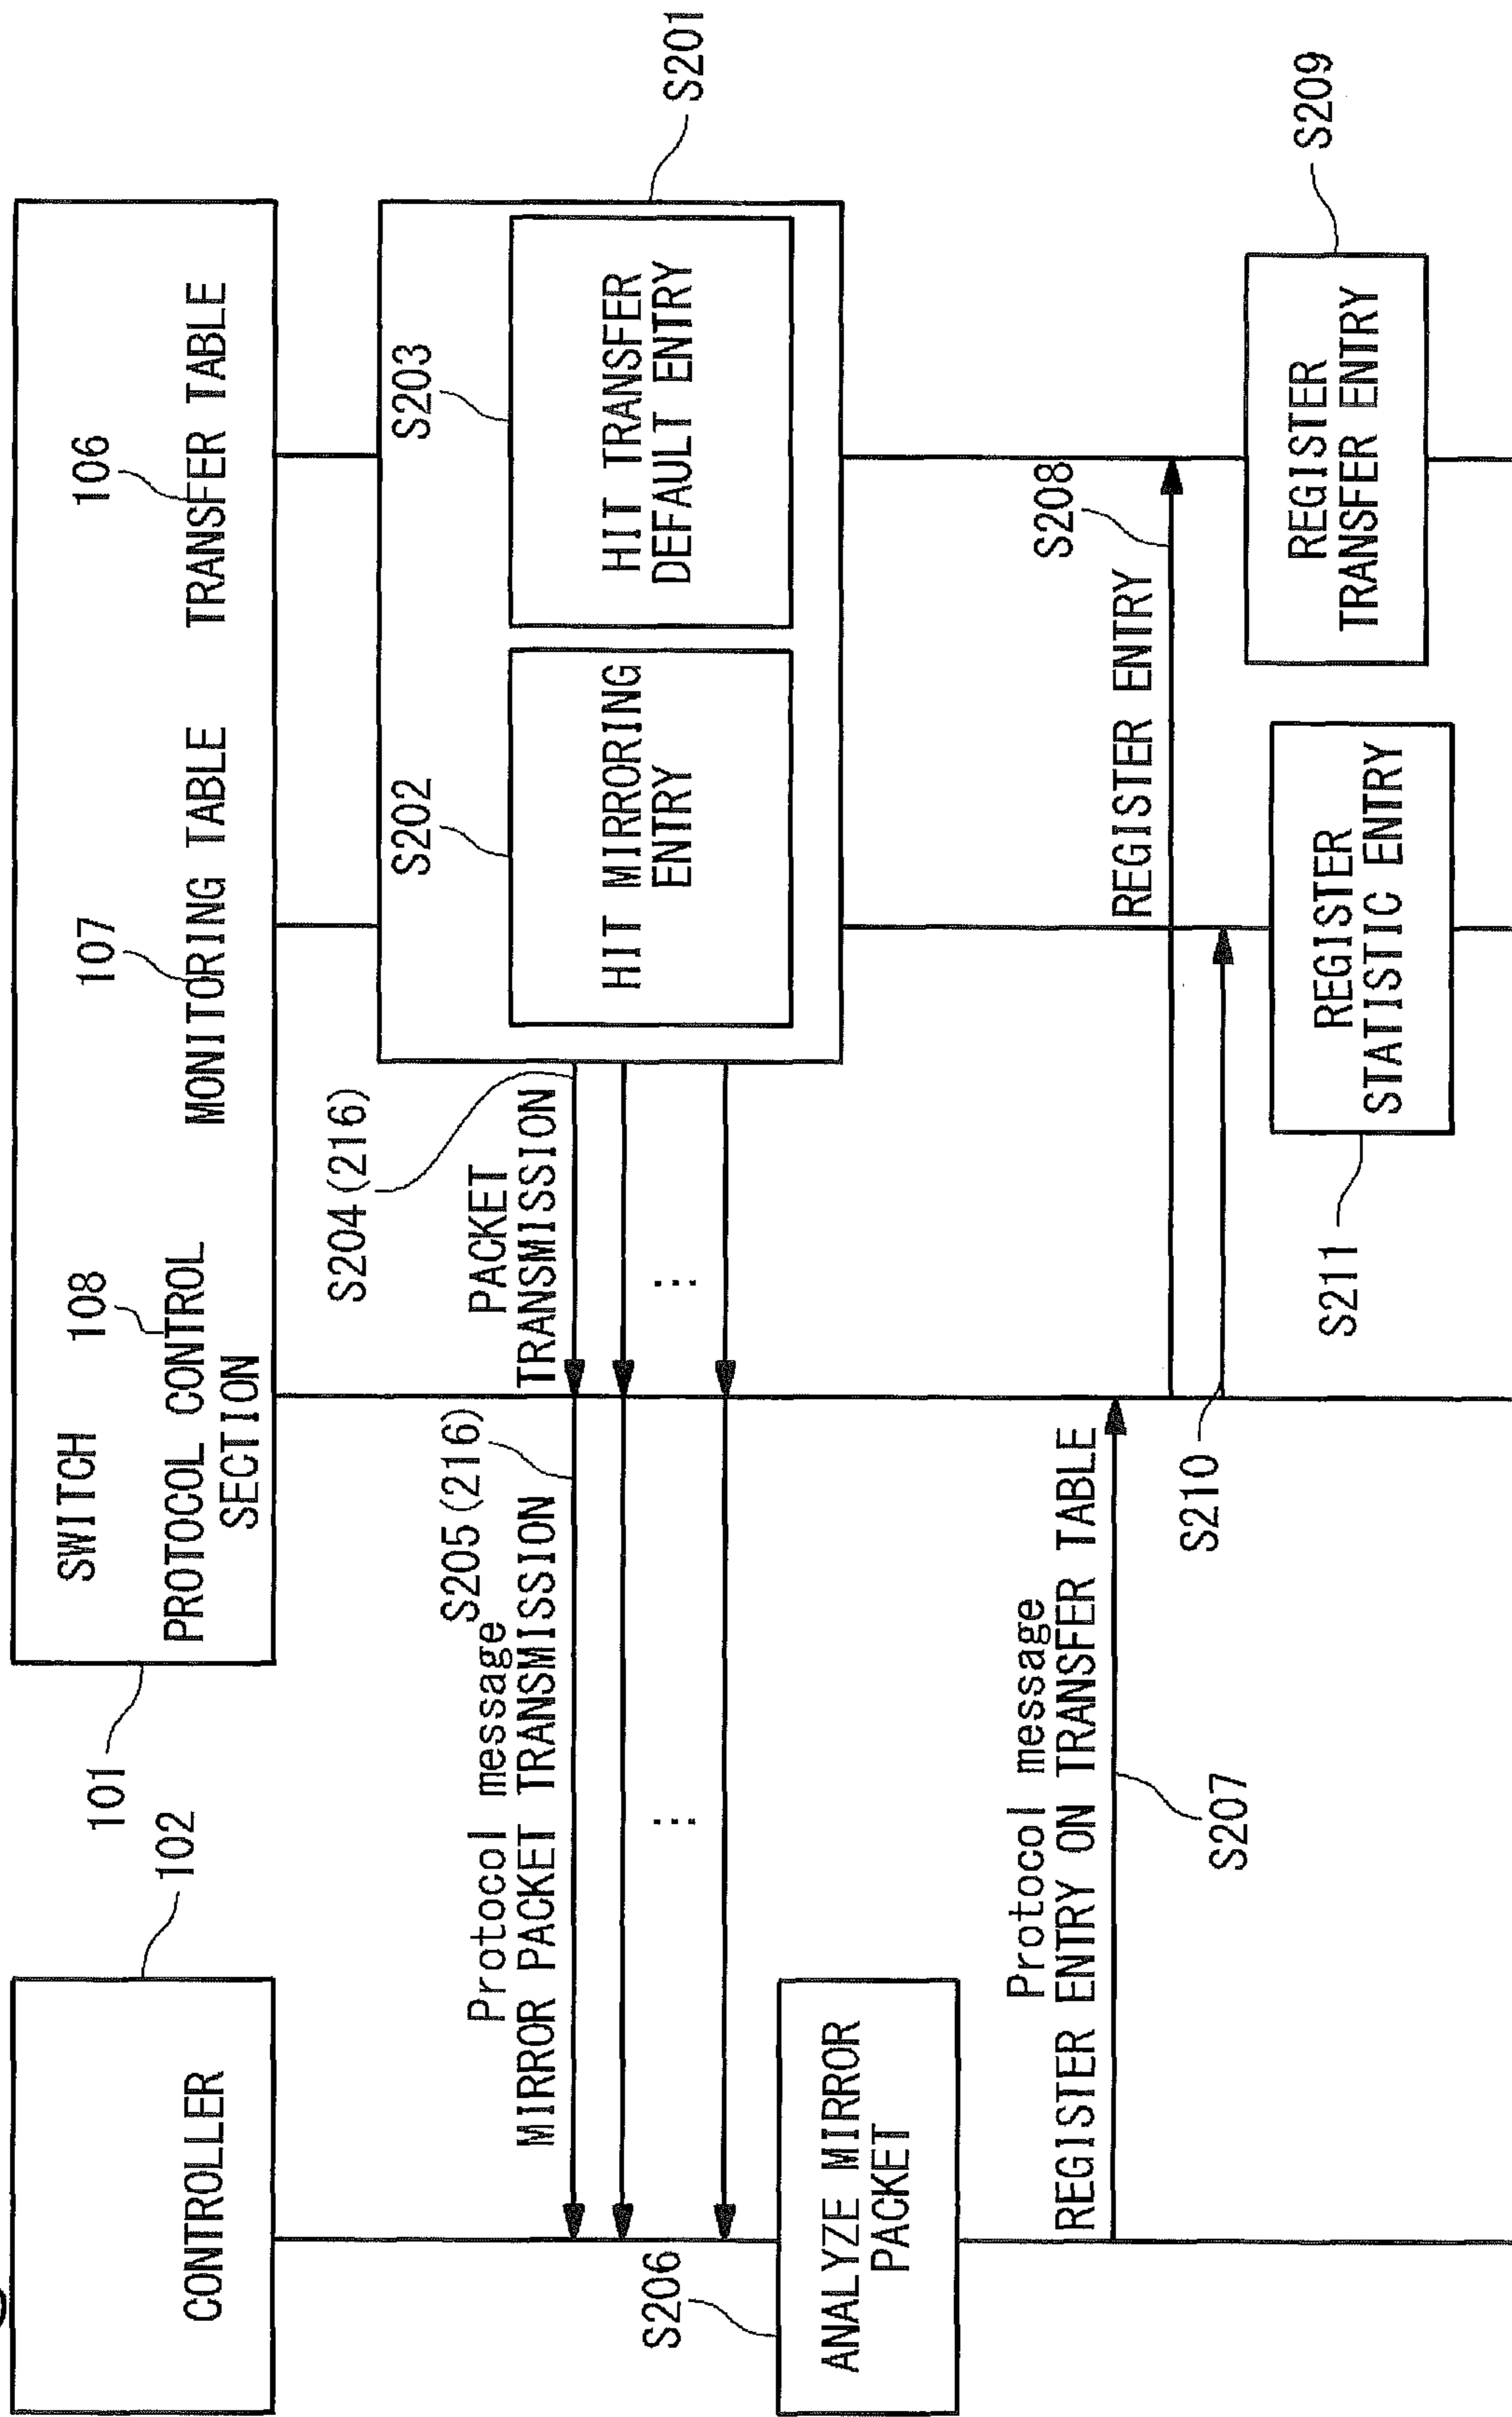 CONTROLLER
102
101
SWITCH
PROTOCOL CONTROL
SECTION
108
MONITORING TABLE
107
TRANSFER TABLE
106
S201
S202
HIT MIRRORING
ENTRY
S203
HIT TRANSFER
DEFAULT ENTRY
S204(216)
PACKET
TRANSMISSION
...
S205(216)
Protocol message
MIRROR PACKET TRANSMISSION
...
S206
ANALYZE MIRROR
PACKET
Protocol message
REGISTER ENTRY ON TRANSFER TABLE
S207
REGISTER ENTRY
S208
S209
REGISTER
TRANSFER ENTRY
S210
S211
REGISTER
STATISTIC ENTRY